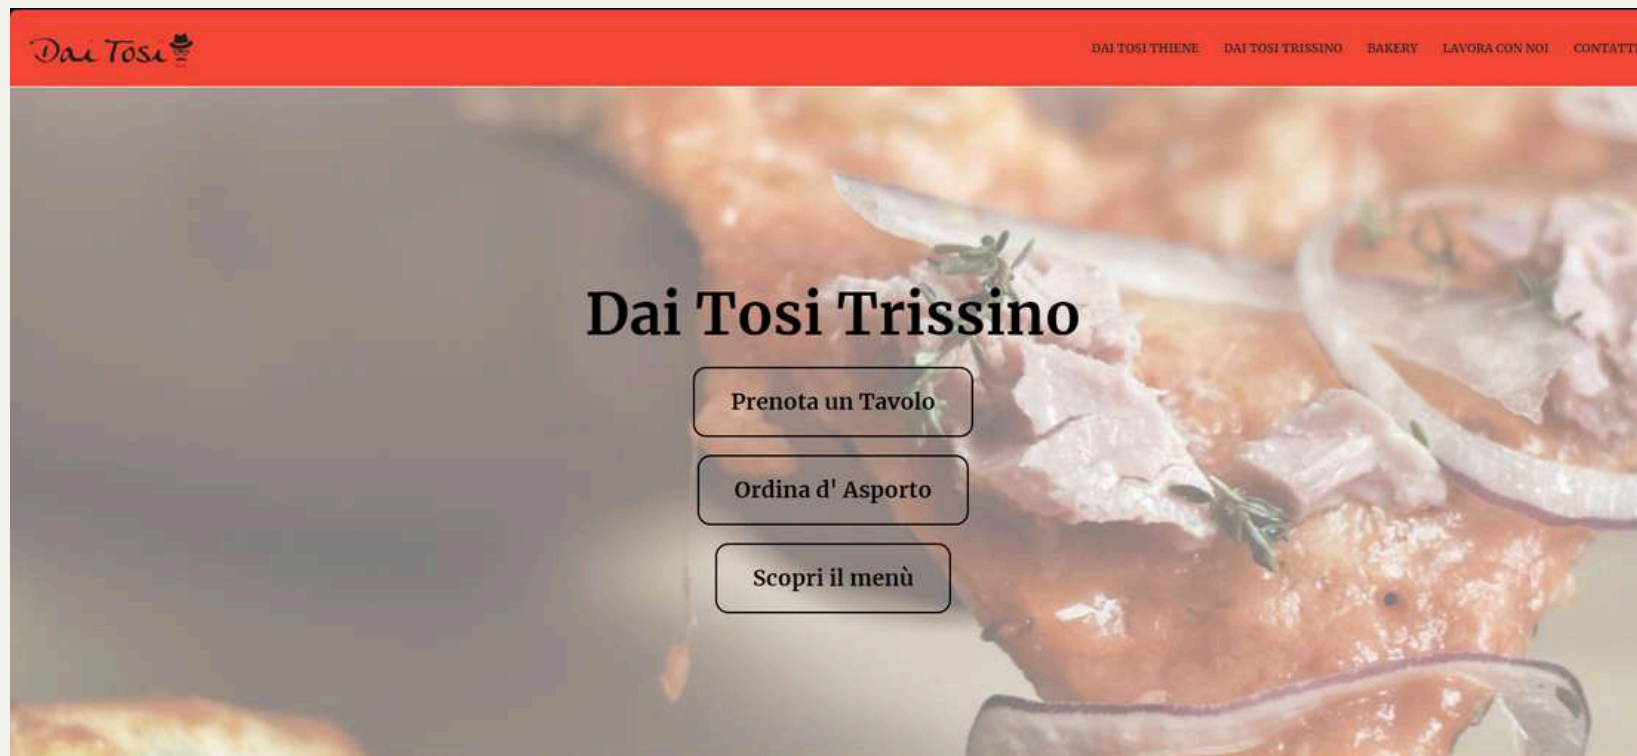 Dai Tosi
DAI TOSI THIENE DAI TOSI TRISSINO BAKERY LAVORA CON NOI CONTATTI
Dai Tosi Trissino
Prenota un Tavolo
Ordina d' Asporto
Scopri il menù